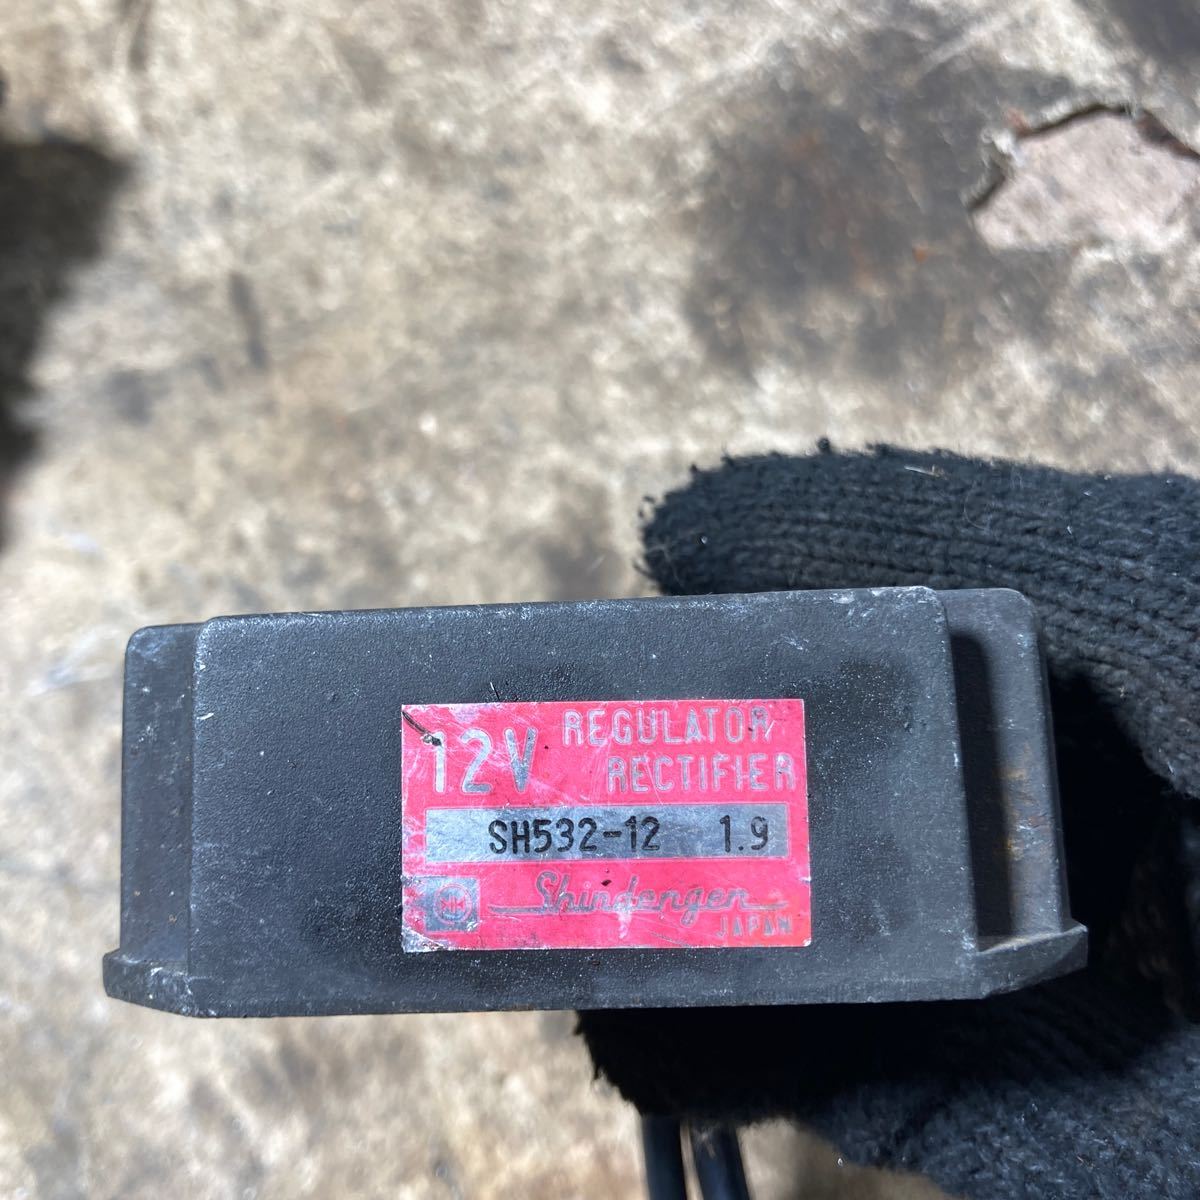 12V REGULATOR
RECTIFIER
SH532-12 1.9
Shindengen
JAPAN